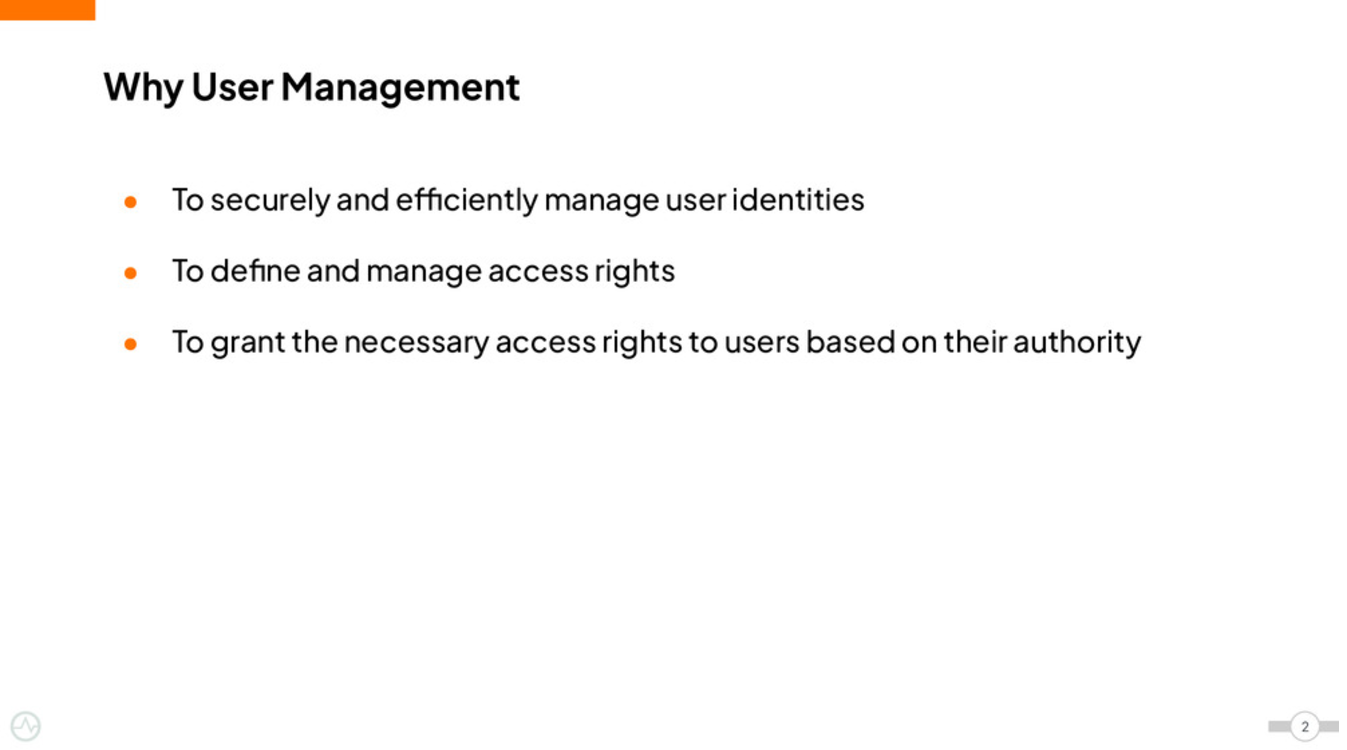 Why User Management
• To securely and efficiently manage user identities
• To define and manage access rights
• To grant the necessary access rights to users based on their authority
2